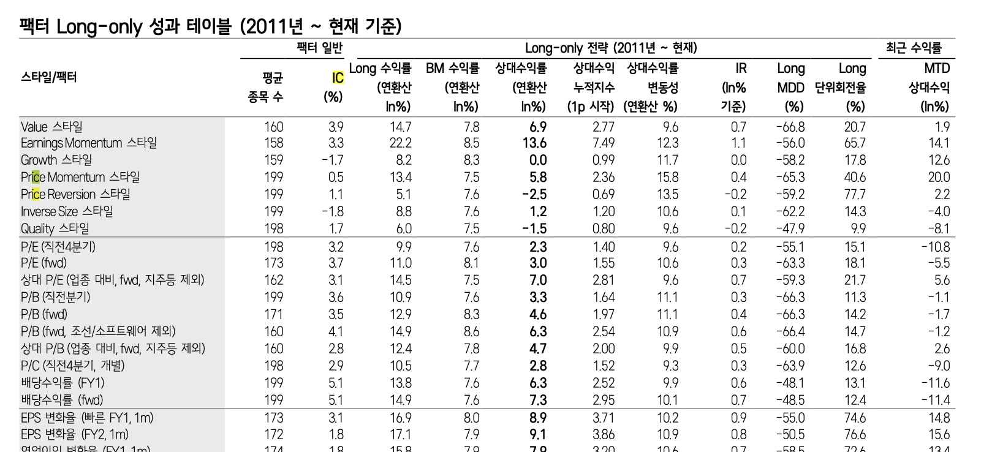 팩터 Long-only 성과 테이블 (2011년 ~ 현재 기준)
팩터 일반 Long-only 전략 (2011년 ~ 현재) 최근 수익률
스타일/팩터 평균 종목 수 IC (%) Long 수익률 (연환산 ln%) BM 수익률 (연환산 ln%) 상대수익률 (연환산 ln%) 상대수익 누적지수 (1p 시작) 상대수익률 변동성 (연환산 %) IR (ln% 기준) Long MDD (%) Long 단위회전율 (%) MTD 상대수익 (ln%)
Value 스타일 160 3.9 14.7 7.8 6.9 2.77 9.6 0.7 -66.8 20.7 1.9
Earnings Momentum 스타일 158 3.3 22.2 8.5 13.6 7.49 12.3 1.1 -56.0 65.7 14.1
Growth 스타일 159 -1.7 8.2 8.3 0.0 0.99 11.7 0.0 -58.2 17.8 12.6
Price Momentum 스타일 199 0.5 13.4 7.5 5.8 2.36 15.8 0.4 -65.3 40.6 20.0
Price Reversion 스타일 199 1.1 5.1 7.6 -2.5 0.69 13.5 -0.2 -59.2 77.7 2.2
Inverse Size 스타일 199 -1.8 8.8 7.6 1.2 1.20 10.6 0.1 -62.2 14.3 -4.0
Quality 스타일 198 1.7 6.0 7.5 -1.5 0.80 9.6 -0.2 -47.9 9.9 -8.1
P/E (직전4분기) 198 3.2 9.9 7.6 2.3 1.40 9.6 0.2 -55.1 15.1 -10.8
P/E (fwd) 173 3.7 11.0 8.1 3.0 1.55 10.6 0.3 -63.3 18.1 -5.5
상대 P/E (업종 대비, fwd, 지주등 제외) 162 3.1 14.5 7.5 7.0 2.81 9.6 0.7 -59.3 21.7 5.6
P/B (직전분기) 199 3.6 10.9 7.6 3.3 1.64 11.1 0.3 -66.3 11.3 -1.1
P/B (fwd) 171 3.5 12.9 8.3 4.6 1.97 11.1 0.4 -66.3 14.2 -1.7
P/B (fwd, 조선/소프트웨어 제외) 160 4.1 14.9 8.6 6.3 2.54 10.9 0.6 -66.4 14.7 -1.2
상대 P/B (업종 대비, fwd, 지주등 제외) 160 2.8 12.4 7.8 4.7 2.00 9.9 0.5 -60.0 16.8 2.6
P/C (직전4분기, 개별) 198 2.9 10.5 7.7 2.8 1.52 9.3 0.3 -63.9 12.6 -9.0
배당수익률 (FY1) 199 5.1 13.8 7.6 6.3 2.52 9.9 0.6 -48.1 13.1 -11.6
배당수익률 (fwd) 199 5.1 14.9 7.6 7.3 2.95 10.1 0.7 -48.5 12.4 -11.4
EPS 변화율 (빠른 FY1, 1m) 173 3.1 16.9 8.0 8.9 3.71 10.2 0.9 -55.0 74.6 14.8
EPS 변화율 (FY2, 1m) 172 1.8 17.1 7.9 9.1 3.86 10.9 0.8 -50.5 76.6 15.6
영업이익 변화율 (FY1, 1m) 174 1.8 15.8 7.9 7.9 3.20 10.6 0.7 -58.5 72.6 13.4